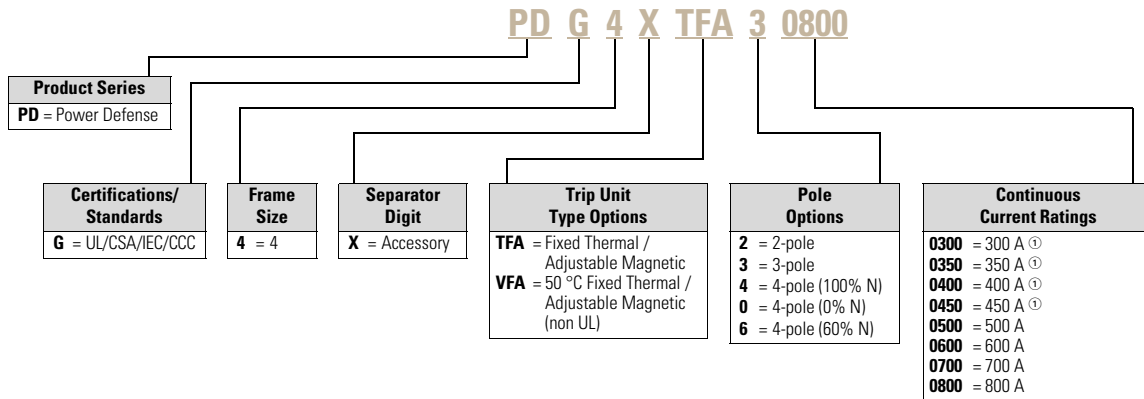 PD G 4 X TFA 3 0800
Product Series
PD = Power Defense
Certifications/
Standards
G = UL/CSA/IEC/CCC
Frame
Size
4 = 4
Separator
Digit
X = Accessory
Trip Unit
Type Options
TFA = Fixed Thermal /
Adjustable Magnetic
VFA = 50 °C Fixed Thermal /
Adjustable Magnetic
(non UL)
Pole
Options
2 = 2-pole
3 = 3-pole
4 = 4-pole (100% N)
0 = 4-pole (0% N)
6 = 4-pole (60% N)
Continuous
Current Ratings
0300 = 300 A ①
0350 = 350 A ①
0400 = 400 A ①
0450 = 450 A ①
0500 = 500 A
0600 = 600 A
0700 = 700 A
0800 = 800 A